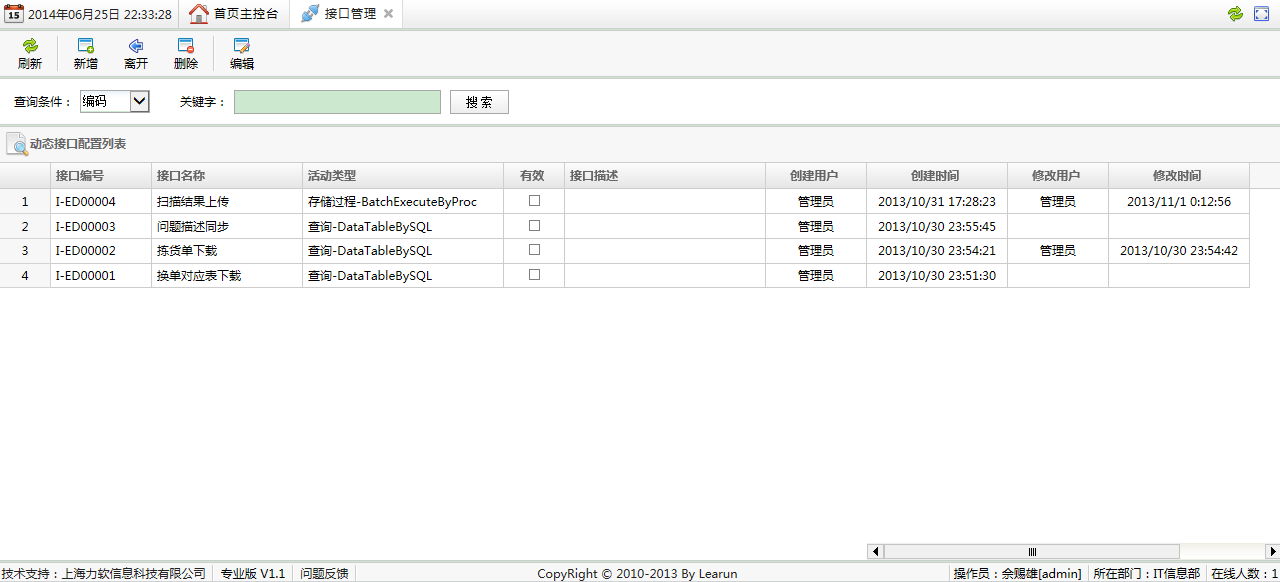 15 2014年06月25日 22:33:28 首页主控台 接口管理
刷新 新增 离开 删除 编辑
查询条件： 编码 关键字： 搜 索
动态接口配置列表
接口编号 接口名称 活动类型 有效 接口描述 创建用户 创建时间 修改用户 修改时间
1 I-ED00004 扫描结果上传 存储过程-BatchExecuteByProc 管理员 2013/10/31 17:28:23 管理员 2013/11/1 0:12:56
2 I-ED00003 问题描述同步 查询-DataTableBySQL 管理员 2013/10/30 23:55:45
3 I-ED00002 拣货单下载 查询-DataTableBySQL 管理员 2013/10/30 23:54:21 管理员 2013/10/30 23:54:42
4 I-ED00001 换单对应表下载 查询-DataTableBySQL 管理员 2013/10/30 23:51:30
技术支持：上海力软信息科技有限公司 专业版 V1.1 问题反馈 CopyRight © 2010-2013 By Learun 操作员：余赐雄[admin] 所在部门：IT信息部 在线人数：1